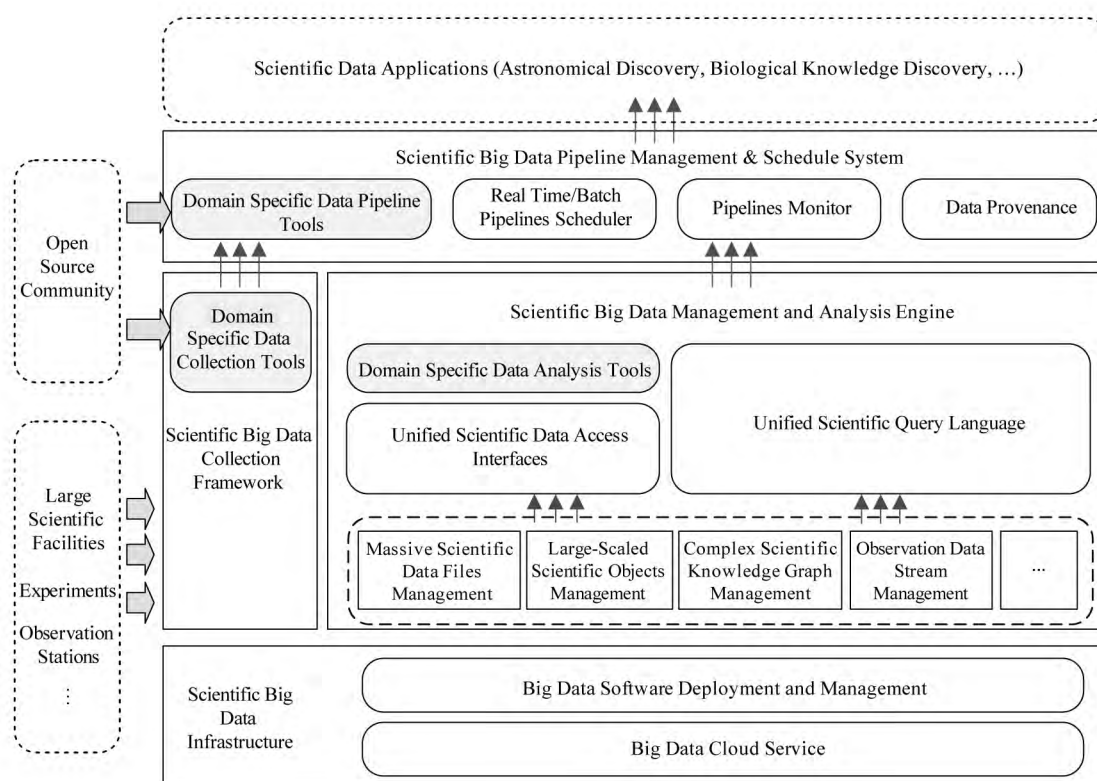 Scientific Data Applications (Astronomical Discovery, Biological Knowledge Discovery, …)
Scientific Big Data Pipeline Management & Schedule System
Domain Specific Data Pipeline
Tools
Real Time/Batch
Pipelines Scheduler
Pipelines Monitor
Data Provenance
Open
Source
Community
Domain
Specific Data
Collection Tools
Scientific Big Data
Collection
Framework
Scientific Big Data Management and Analysis Engine
Domain Specific Data Analysis Tools
Unified Scientific Data Access
Interfaces
Unified Scientific Query Language
Large
Scientific
Facilities
Experiments
Observation
Stations
⋮
Massive Scientific
Data Files
Management
Large-Scaled
Scientific Objects
Management
Complex Scientific
Knowledge Graph
Management
Observation Data
Stream
Management
...
Scientific Big
Data
Infrastructure
Big Data Software Deployment and Management
Big Data Cloud Service